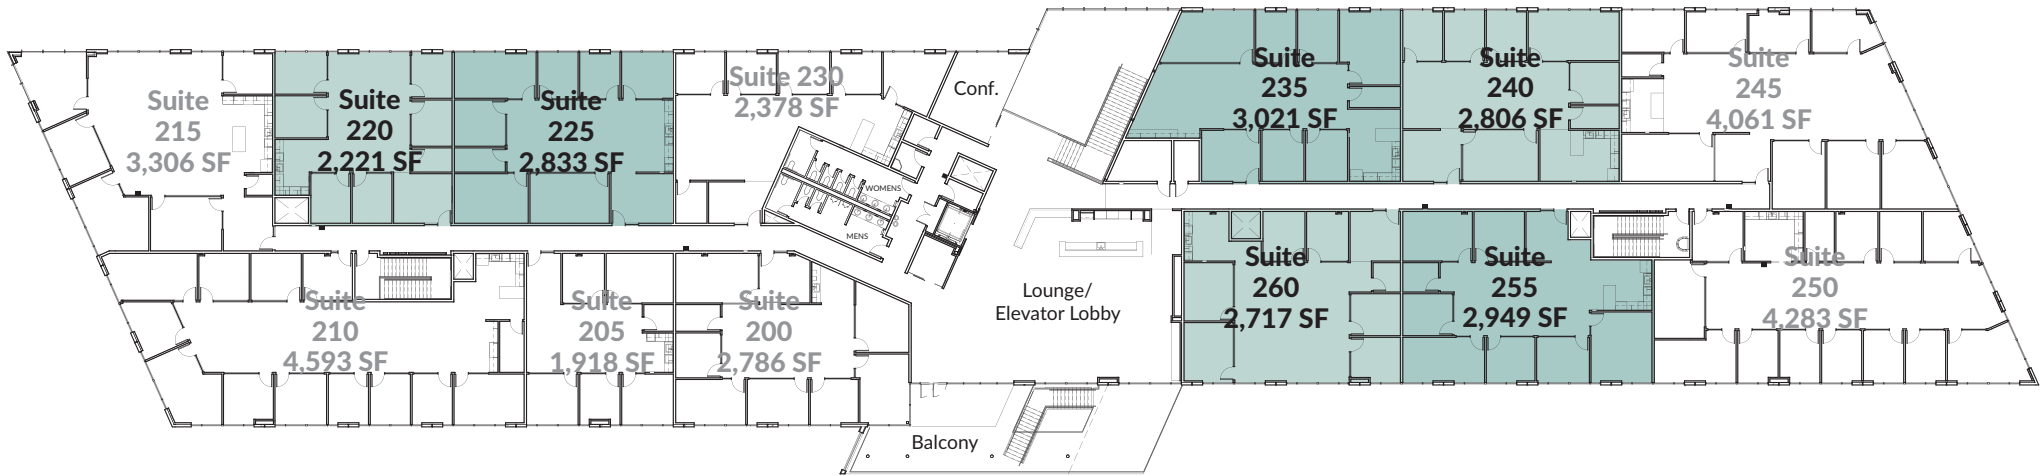 Suite
215
3,306 SF
Suite
220
2,221 SF
Suite
225
2,833 SF
Suite 230
2,378 SF
Conf.
Suite
235
3,021 SF
Suite
240
2,806 SF
Suite
245
4,061 SF
WOMENS
MENS
Suite
210
4,593 SF
Suite
205
1,918 SF
Suite
200
2,786 SF
Lounge/
Elevator Lobby
Suite
260
2,717 SF
Suite
255
2,949 SF
Suite
250
4,283 SF
Balcony